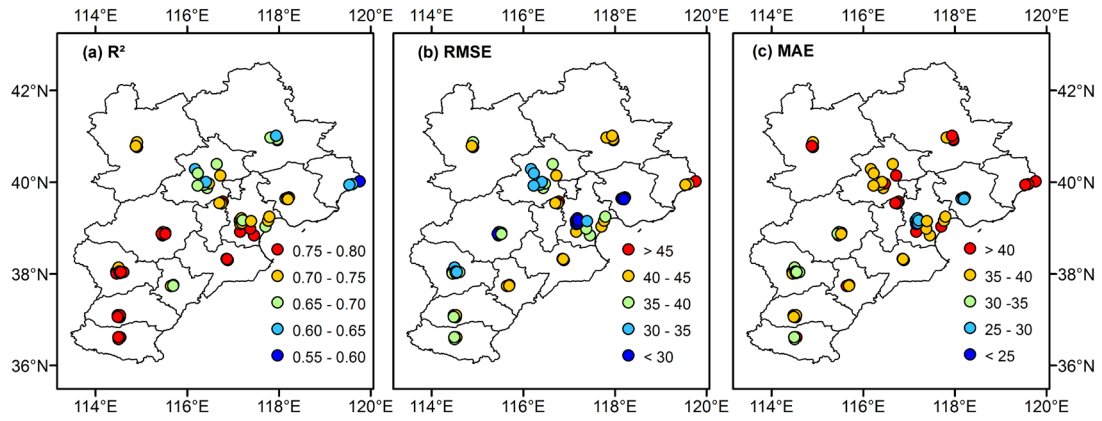 114°E 116°E 118°E 120°E 114°E 116°E 118°E 120°E 114°E 116°E 118°E 120°E
(a) R² (b) RMSE (c) MAE
42°N 42°N
40°N 40°N
38°N 38°N
36°N 36°N
0.75 - 0.80
0.70 - 0.75
0.65 - 0.70
0.60 - 0.65
0.55 - 0.60
> 45
40 - 45
35 - 40
30 - 35
< 30
> 40
35 - 40
30 -35
25 - 30
< 25
114°E 116°E 118°E 120°E 114°E 116°E 118°E 120°E 114°E 116°E 118°E 120°E